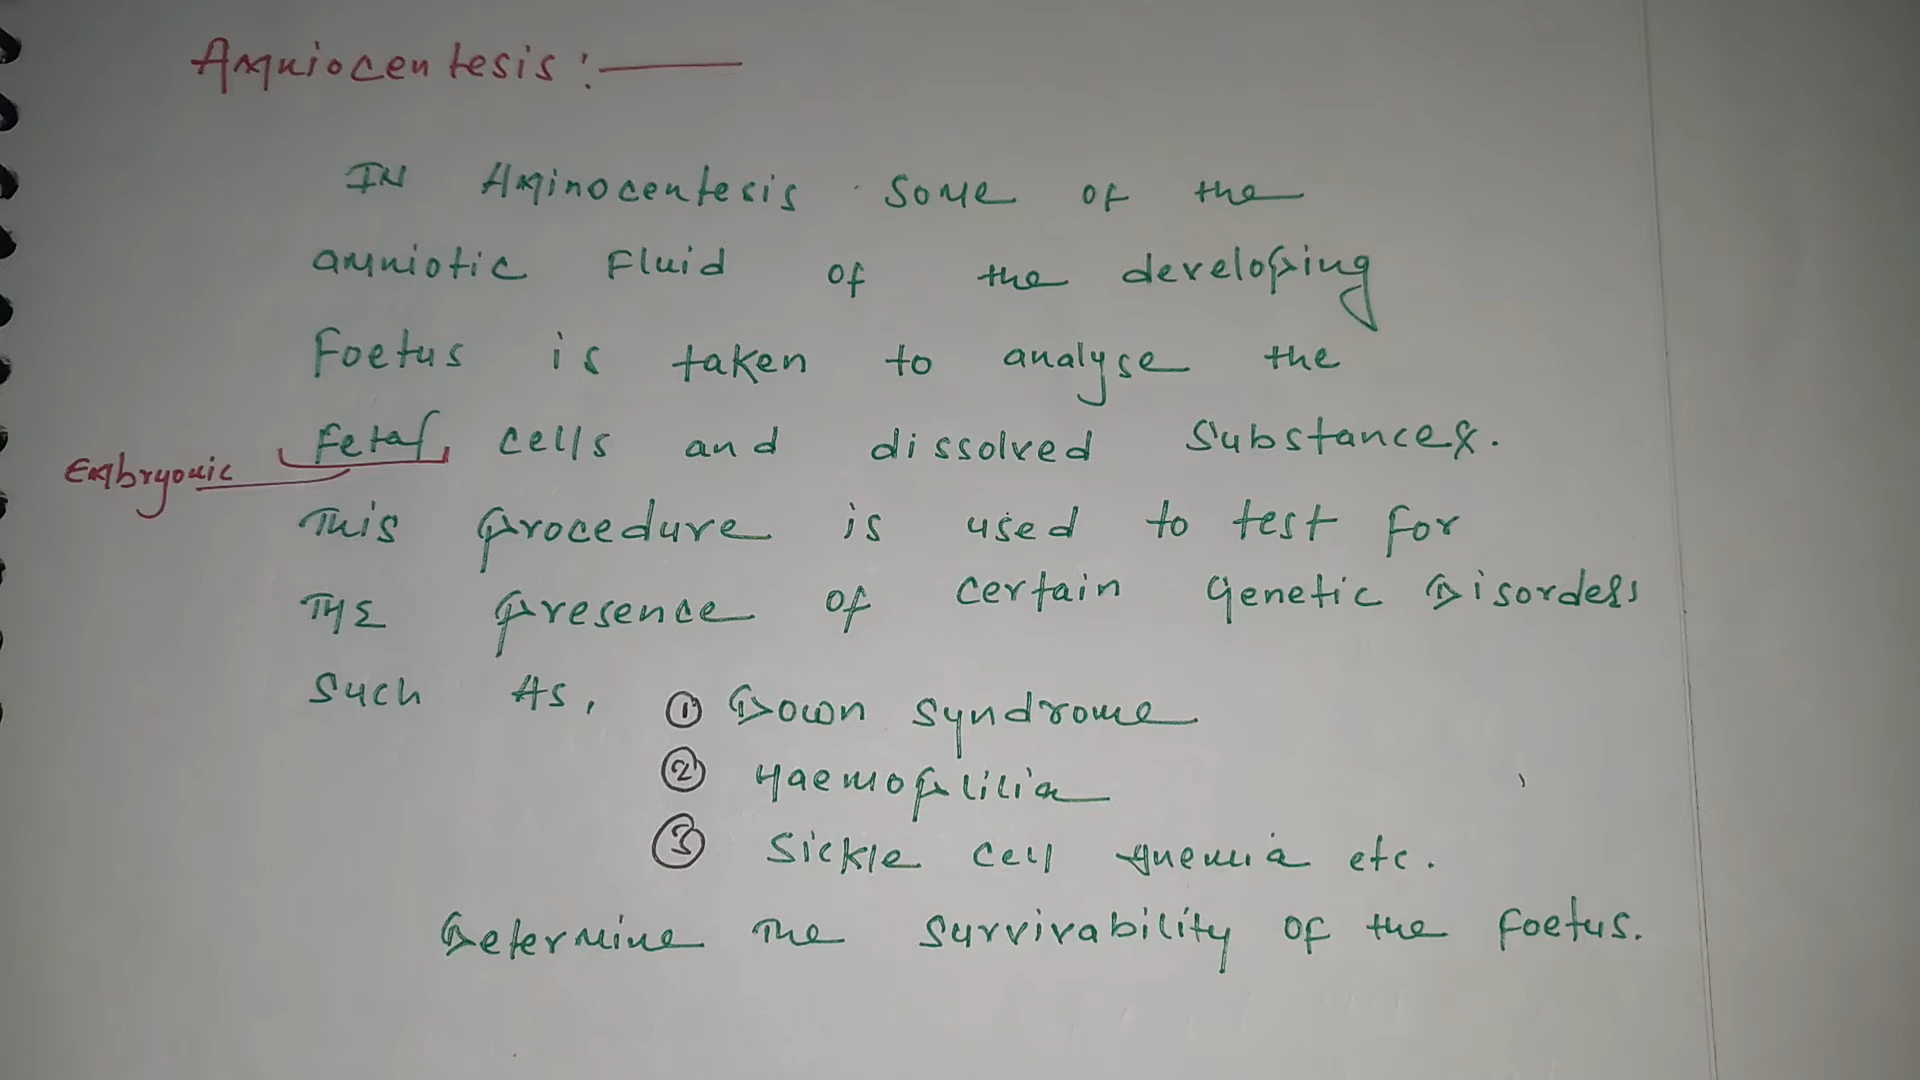 Amniocentesis :—
IN Aminocentesis some of the
amniotic Fluid of the developing
Foetus is taken to analyse the
Fetal cells and dissolved Substances.
Embryonic
This procedure is used to test for
THE presence of certain Genetic Disorders
Such As, ① Down Syndrome
② Haemophilia
③ Sickle cell Anemia etc.
Determine The Survivability of the foetus.